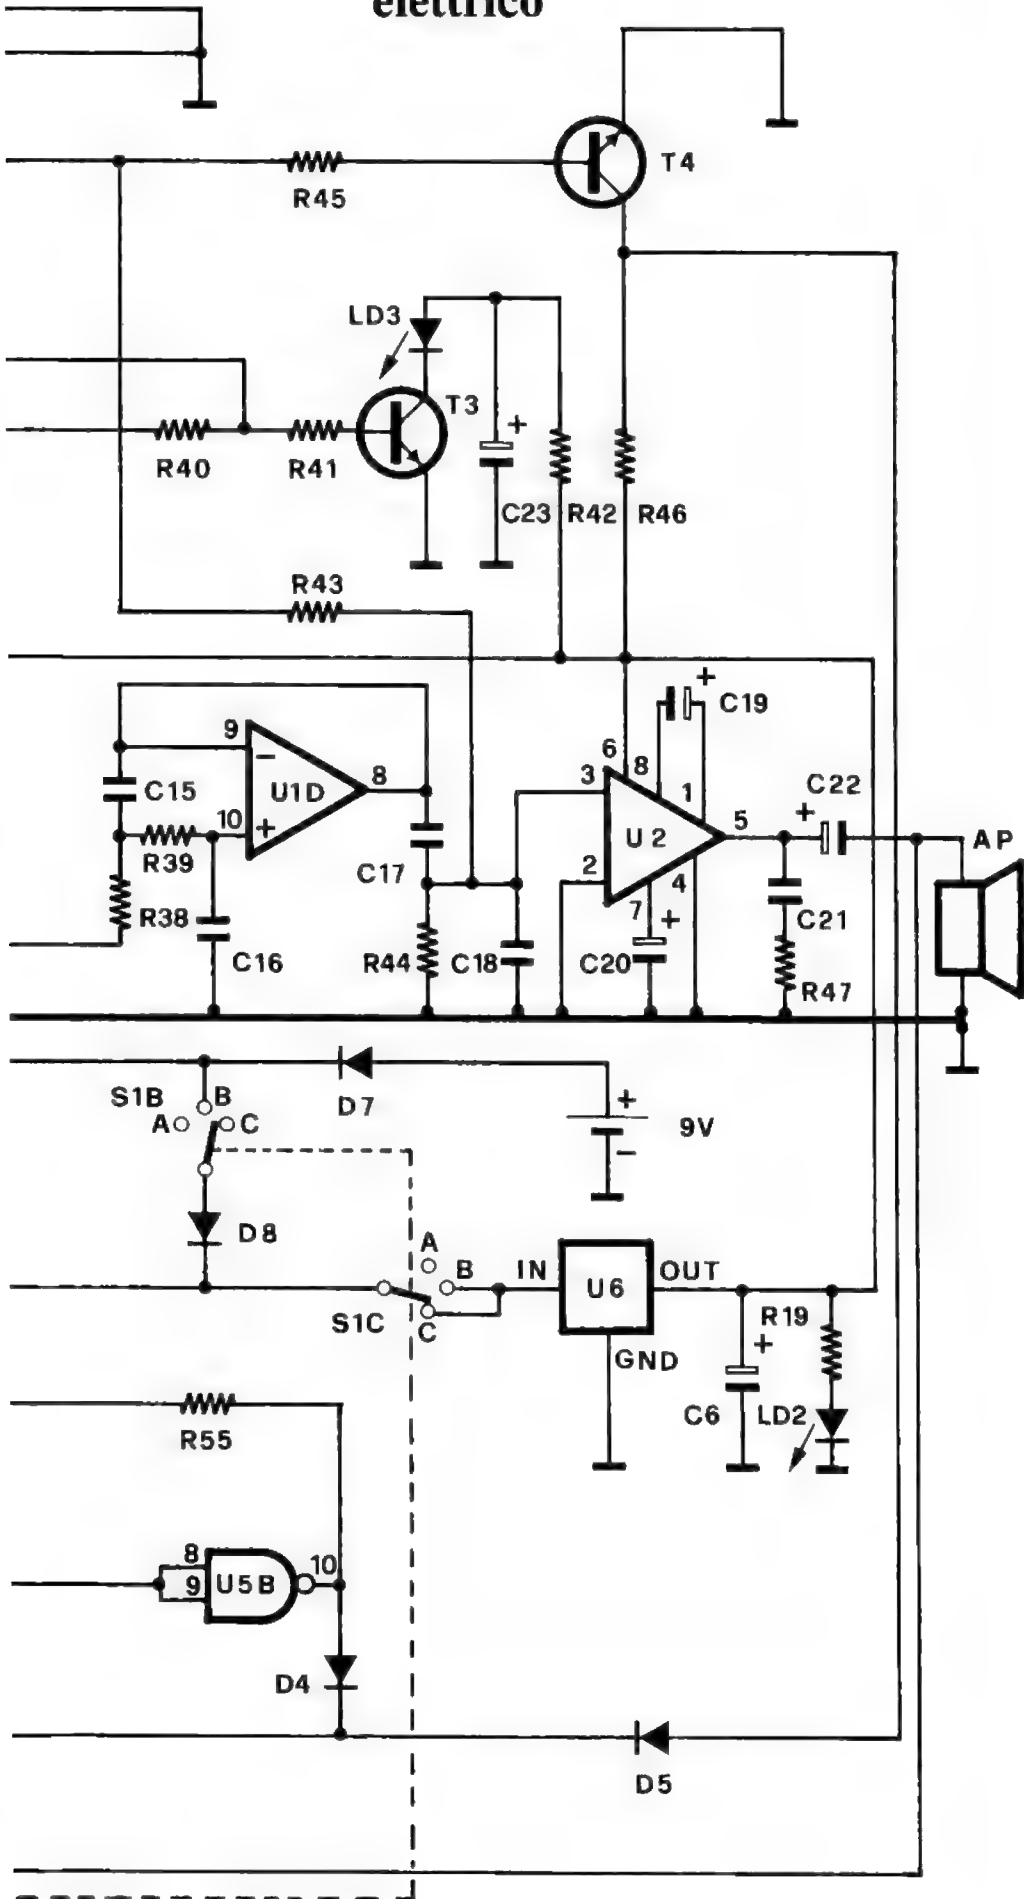 elettrico
T4
R45
LD3
T3
+
R40
R41
C23
R42
R46
R43
+
C19
9
6
8
3
C15
−
U1D
8
1
C22
10
+
+
5
AP
R39
U2
C17
2
4
R38
7
+
C21
C16
R44
C18
C20
R47
S1B
B
A
C
D7
+
9V
−
D8
A
B
IN
U6
OUT
S1C
C
R19
GND
+
C6
LD2
R55
8
10
9
U5B
D4
D5